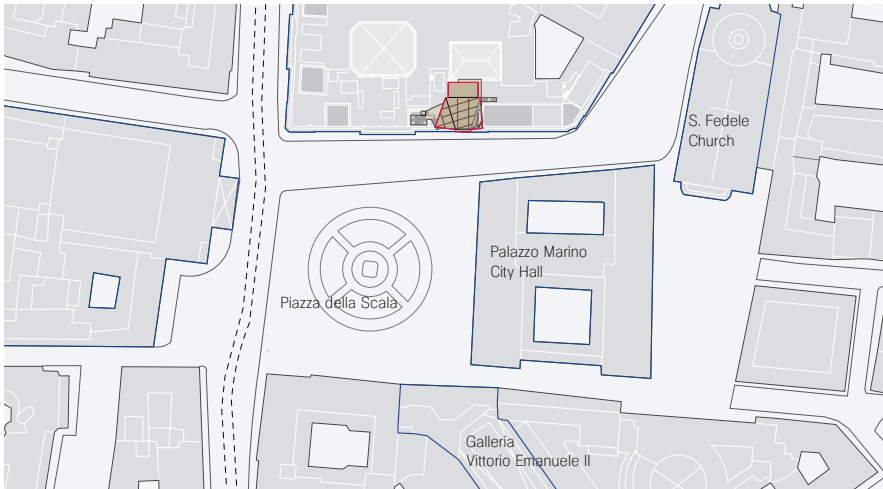 S. Fedele
Church
Palazzo Marino
City Hall
Piazza della Scala
Galleria
Vittorio Emanuele II